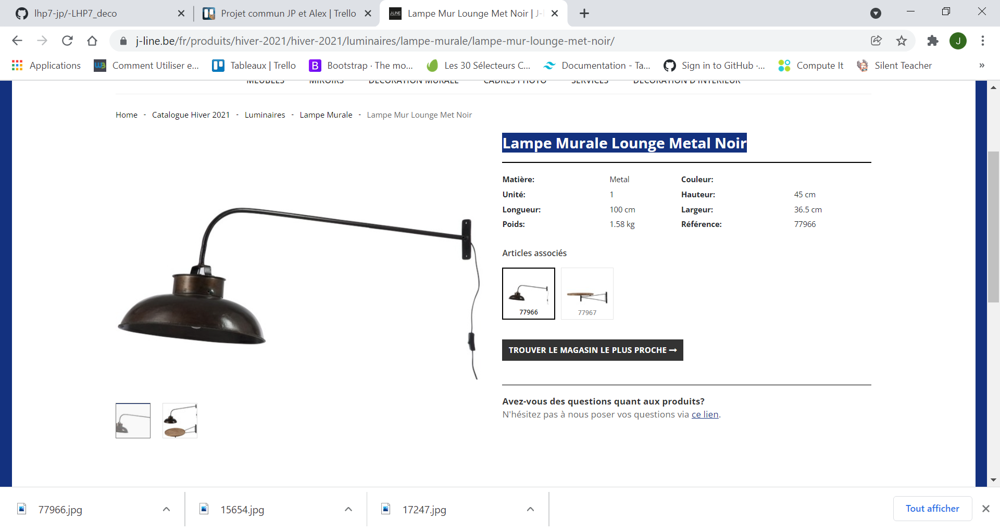 lhp7-jp/-LHP7_deco
Projet commun JP et Alex | Trello
Lampe Mur Lounge Met Noir | J-
j-line.be/fr/produits/hiver-2021/hiver-2021/luminaires/lampe-murale/lampe-mur-lounge-met-noir/
J
Applications
Comment Utiliser e...
Tableaux | Trello
B
Bootstrap · The mo...
Les 30 Sélecteurs C...
Documentation - Ta...
Sign in to GitHub ·...
Compute It
Silent Teacher
»
MEUBLES MIROIRS DÉCORATION MURALE CADRES PHOTO SERVICES DÉCORATION D'INTÉRIEUR
Home - Catalogue Hiver 2021 - Luminaires - Lampe Murale - Lampe Mur Lounge Met Noir
Lampe Murale Lounge Metal Noir
Matière: Metal Couleur:
Unité: 1 Hauteur: 45 cm
Longueur: 100 cm Largeur: 36.5 cm
Poids: 1.58 kg Référence: 77966
Articles associés
77966 77967
TROUVER LE MAGASIN LE PLUS PROCHE
Avez-vous des questions quant aux produits?
N'hésitez pas à nous poser vos questions via ce lien.
77966.jpg
15654.jpg
17247.jpg
Tout afficher